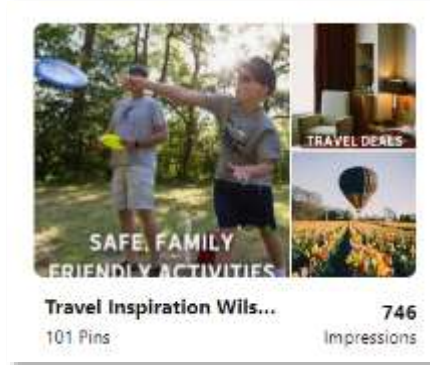 SAFE, FAMILY
FRIENDLY ACTIVITIES
TRAVEL DEALS
Travel Inspiration Wils...
746
101 Pins
Impressions